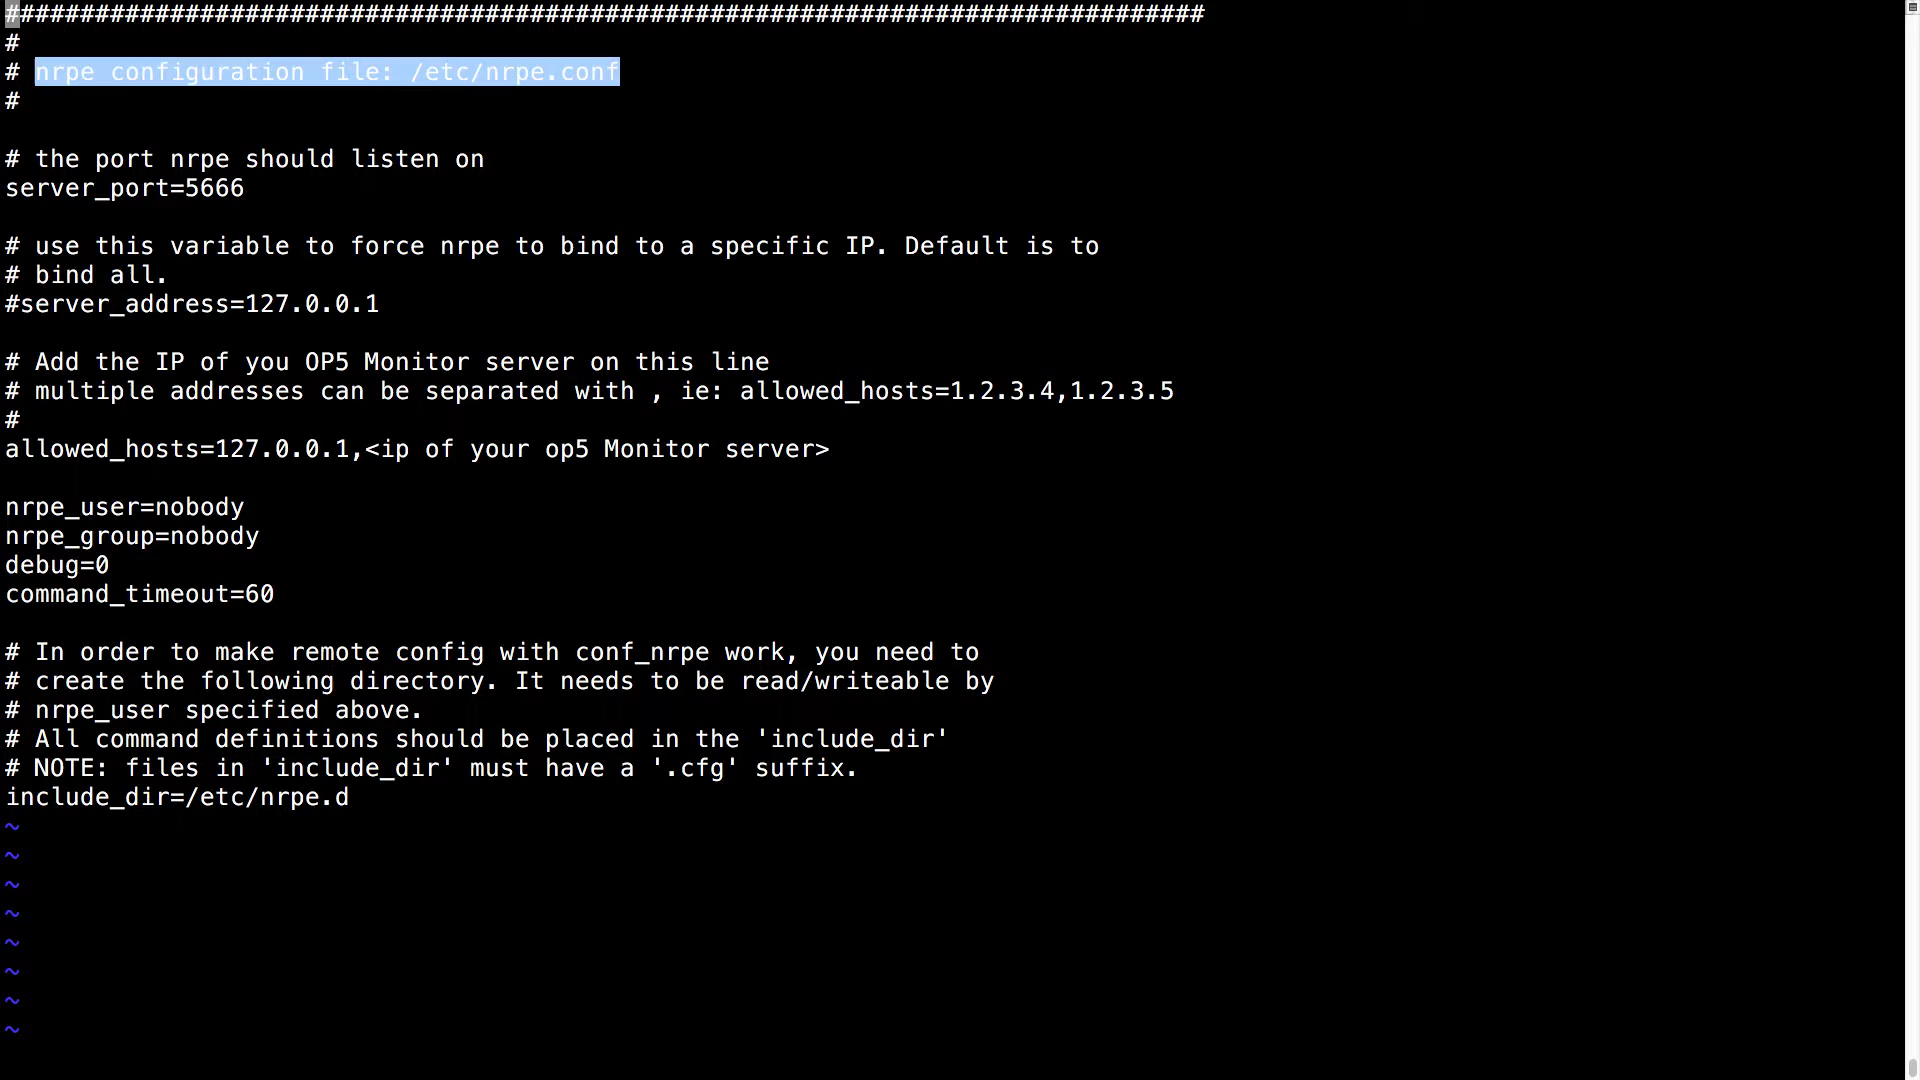 ################################################################################
#
# nrpe configuration file: /etc/nrpe.conf
#
# the port nrpe should listen on
server_port=5666
# use this variable to force nrpe to bind to a specific IP. Default is to
# bind all.
#server_address=127.0.0.1
# Add the IP of you OP5 Monitor server on this line
# multiple addresses can be separated with , ie: allowed_hosts=1.2.3.4,1.2.3.5
#
allowed_hosts=127.0.0.1,<ip of your op5 Monitor server>
nrpe_user=nobody
nrpe_group=nobody
debug=0
command_timeout=60
# In order to make remote config with conf_nrpe work, you need to
# create the following directory. It needs to be read/writeable by
# nrpe_user specified above.
# All command definitions should be placed in the 'include_dir'
# NOTE: files in 'include_dir' must have a '.cfg' suffix.
include_dir=/etc/nrpe.d
~
~
~
~
~
~
~
~